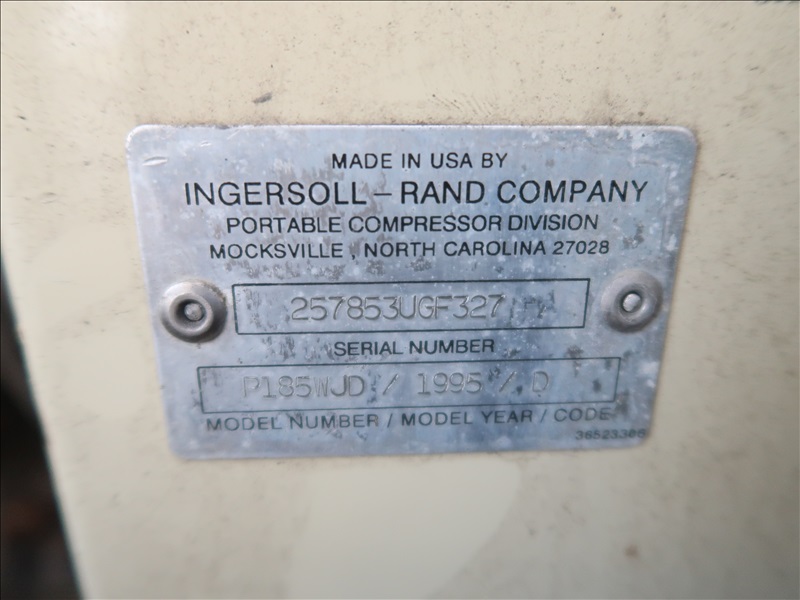 MADE IN USA BY
INGERSOLL-RAND COMPANY
PORTABLE COMPRESSOR DIVISION
MOCKSVILLE, NORTH CAROLINA 27028
257853UGF327
SERIAL NUMBER
P185WJD / 1995 / D
MODEL NUMBER / MODEL YEAR / CODE